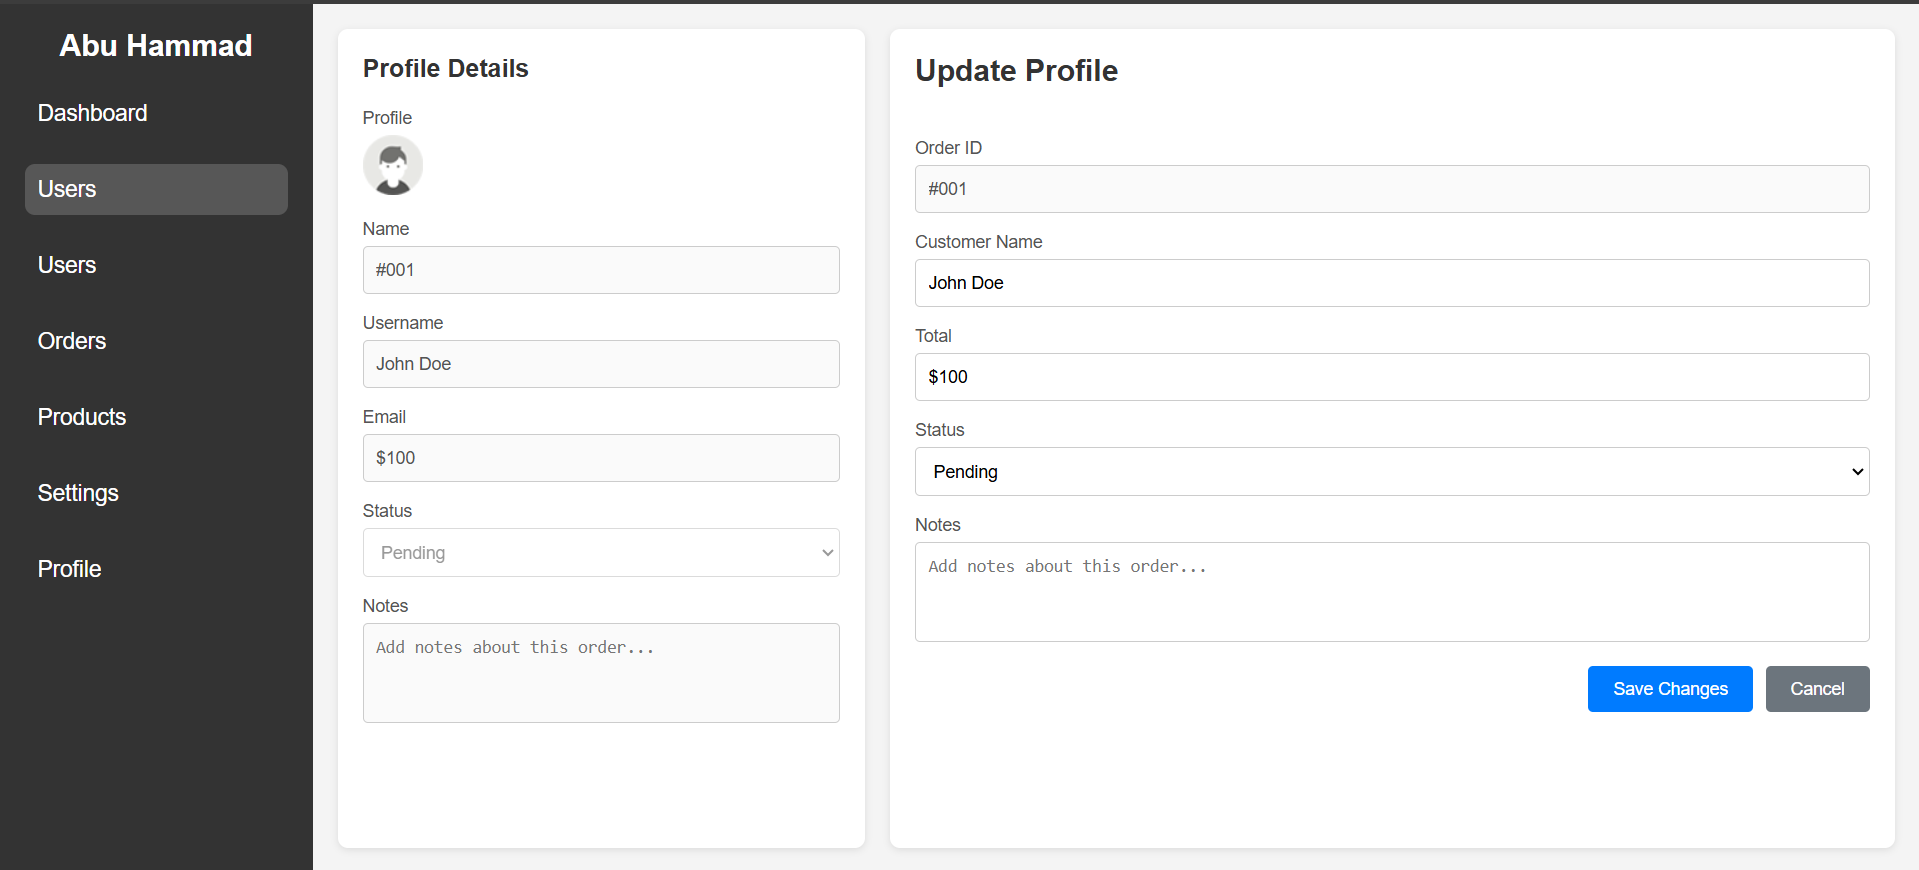 Abu Hammad
Dashboard
Users
Users
Orders
Products
Settings
Profile
Profile Details
Profile
Name
#001
Username
John Doe
Email
$100
Status
Pending
Notes
Add notes about this order...
Update Profile
Order ID
#001
Customer Name
John Doe
Total
$100
Status
Pending
Notes
Add notes about this order...
Save Changes
Cancel